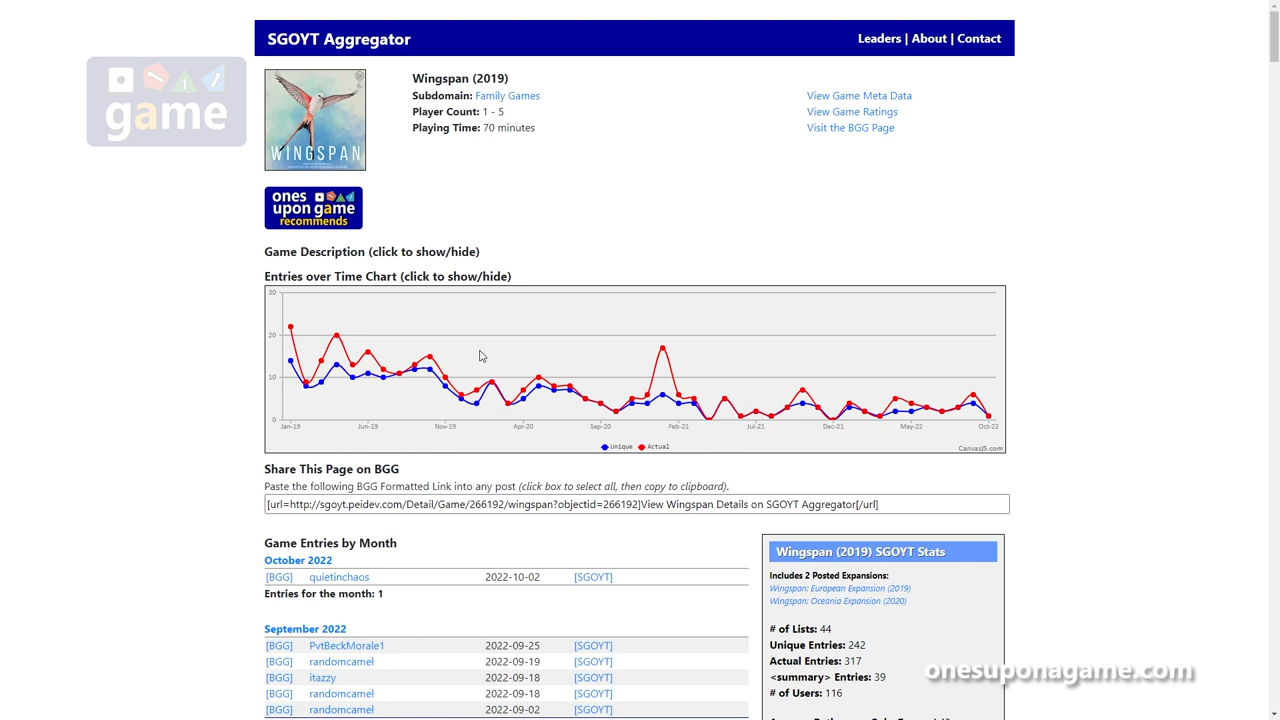 SGOYT Aggregator
Leaders | About | Contact
game
WINGSPAN
Wingspan (2019)
Subdomain: Family Games
Player Count: 1 - 5
Playing Time: 70 minutes
View Game Meta Data
View Game Ratings
Visit the BGG Page
ones
upon game
recommends
Game Description (click to show/hide)
Entries over Time Chart (click to show/hide)
30
20
10
0
Jan-19 Jun-19 Nov-19 Apr-20 Sep-20 Feb-21 Jul-21 Dec-21 May-22 Oct-22
Unique Actual
CanvasJS.com
Share This Page on BGG
Paste the following BGG Formatted Link into any post (click box to select all, then copy to clipboard).
[url=http://sgoyt.peidev.com/Detail/Game/266192/wingspan?objectid=266192]View Wingspan Details on SGOYT Aggregator[/url]
Game Entries by Month
October 2022
[BGG] quietinchaos 2022-10-02 [SGOYT]
Entries for the month: 1
September 2022
[BGG] PvtBeckMorale1 2022-09-25 [SGOYT]
[BGG] randomcamel 2022-09-19 [SGOYT]
[BGG] itazzy 2022-09-18 [SGOYT]
[BGG] randomcamel 2022-09-18 [SGOYT]
[BGG] randomcamel 2022-09-02 [SGOYT]
Wingspan (2019) SGOYT Stats
Includes 2 Posted Expansions:
Wingspan: European Expansion (2019)
Wingspan: Oceania Expansion (2020)
# of Lists: 44
Unique Entries: 242
Actual Entries: 317
<summary> Entries: 39
# of Users: 116
onesuponagame.com